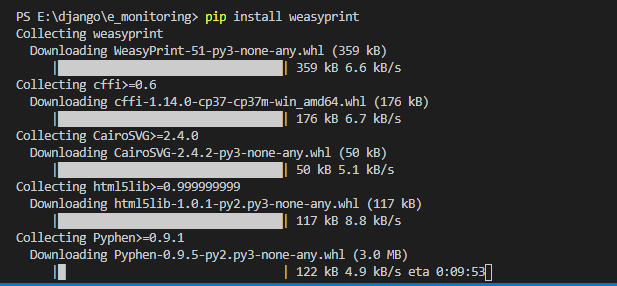 PS E:\django\e_monitoring> pip install weasyprint
Collecting weasyprint
Downloading WeasyPrint-51-py3-none-any.whl (359 kB)
359 kB 6.6 kB/s
Collecting cffi>=0.6
Downloading cffi-1.14.0-cp37-cp37m-win_amd64.whl (176 kB)
176 kB 6.7 kB/s
Collecting CairoSVG>=2.4.0
Downloading CairoSVG-2.4.2-py3-none-any.whl (50 kB)
50 kB 5.1 kB/s
Collecting html5lib>=0.999999999
Downloading html5lib-1.0.1-py2.py3-none-any.whl (117 kB)
117 kB 8.8 kB/s
Collecting Pyphen>=0.9.1
Downloading Pyphen-0.9.5-py2.py3-none-any.whl (3.0 MB)
122 kB 4.9 kB/s eta 0:09:53